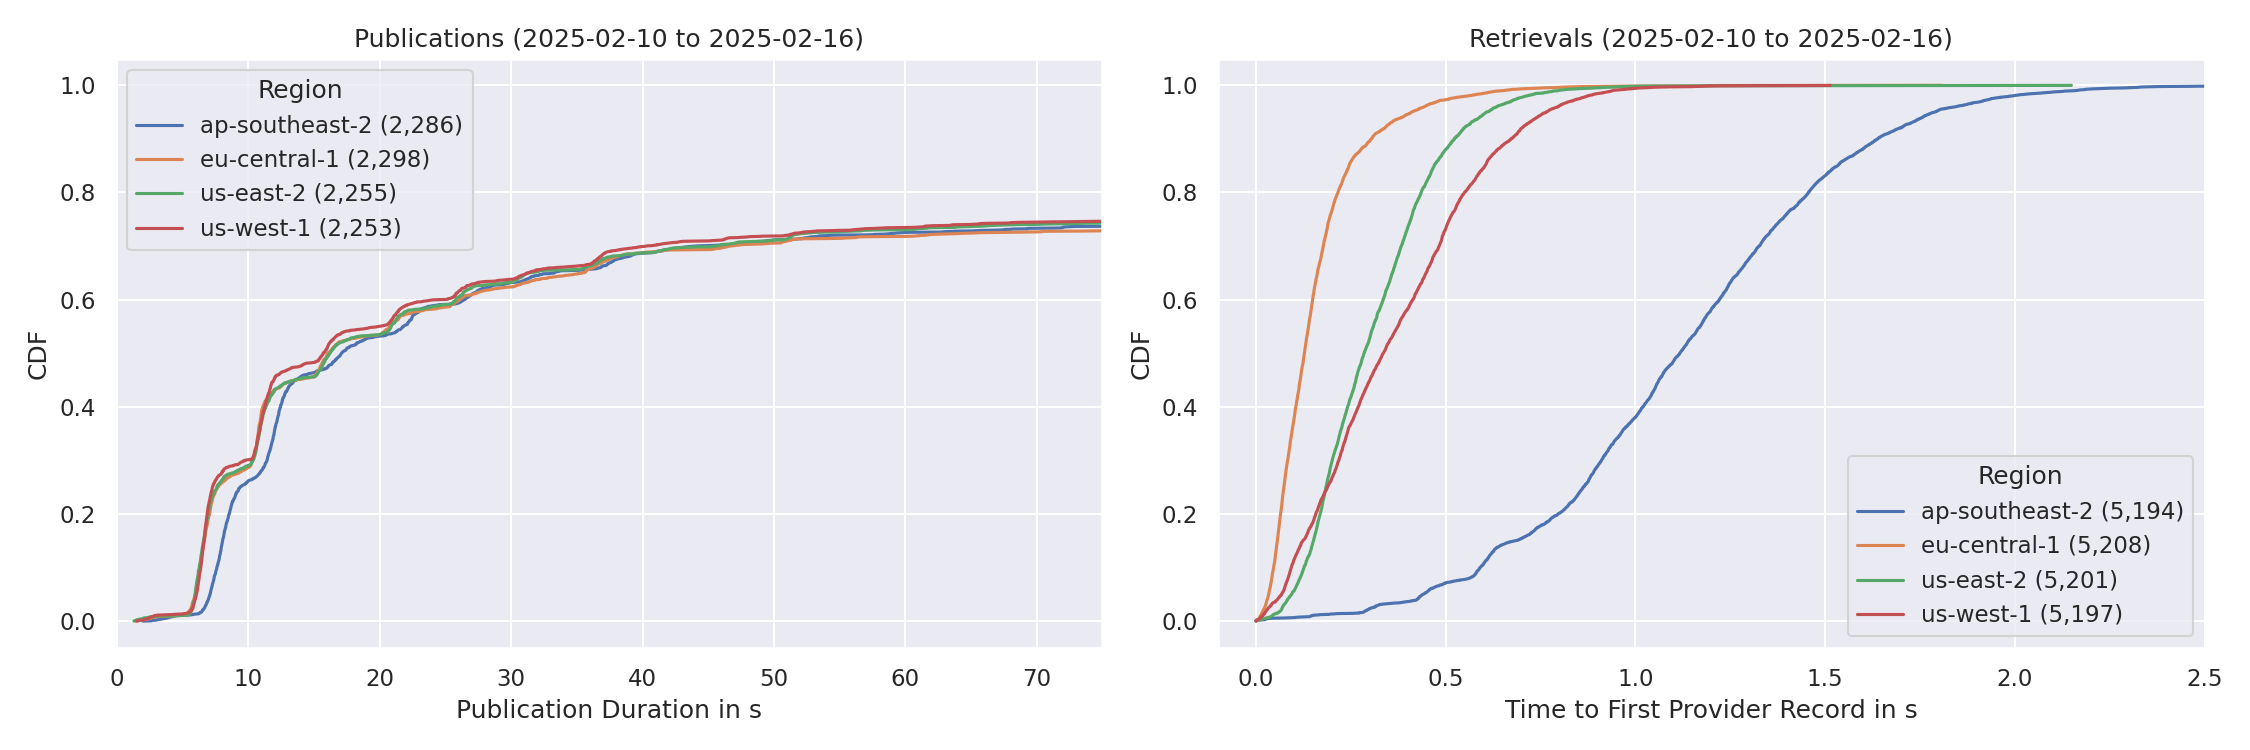 Publications (2025-02-10 to 2025-02-16)
1.0
0.8
0.6
0.4
0.2
0.0
CDF
Region
ap-southeast-2 (2,286)
eu-central-1 (2,298)
us-east-2 (2,255)
us-west-1 (2,253)
0 10 20 30 40 50 60 70
Publication Duration in s
Retrievals (2025-02-10 to 2025-02-16)
1.0
0.8
0.6
0.4
0.2
0.0
CDF
Region
ap-southeast-2 (5,194)
eu-central-1 (5,208)
us-east-2 (5,201)
us-west-1 (5,197)
0.0 0.5 1.0 1.5 2.0 2.5
Time to First Provider Record in s